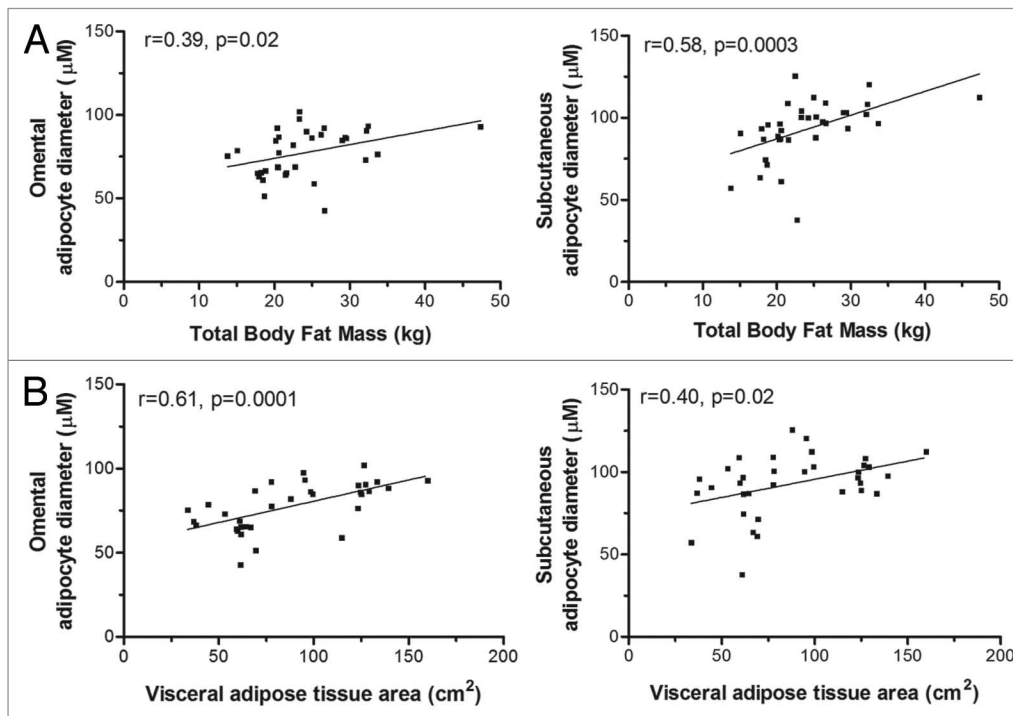 A
r=0.39, p=0.02
Omental
adipocyte diameter ( μM)
150
100
50
0
0 10 20 30 40 50
Total Body Fat Mass (kg)
r=0.58, p=0.0003
Subcutaneous
adipocyte diameter ( μM)
150
100
50
0
0 10 20 30 40 50
Total Body Fat Mass (kg)
B
r=0.61, p=0.0001
Omental
adipocyte diameter ( μM)
150
100
50
0
0 50 100 150 200
Visceral adipose tissue area (cm²)
r=0.40, p=0.02
Subcutaneous
adipocyte diameter ( μM)
150
100
50
0
0 50 100 150 200
Visceral adipose tissue area (cm²)